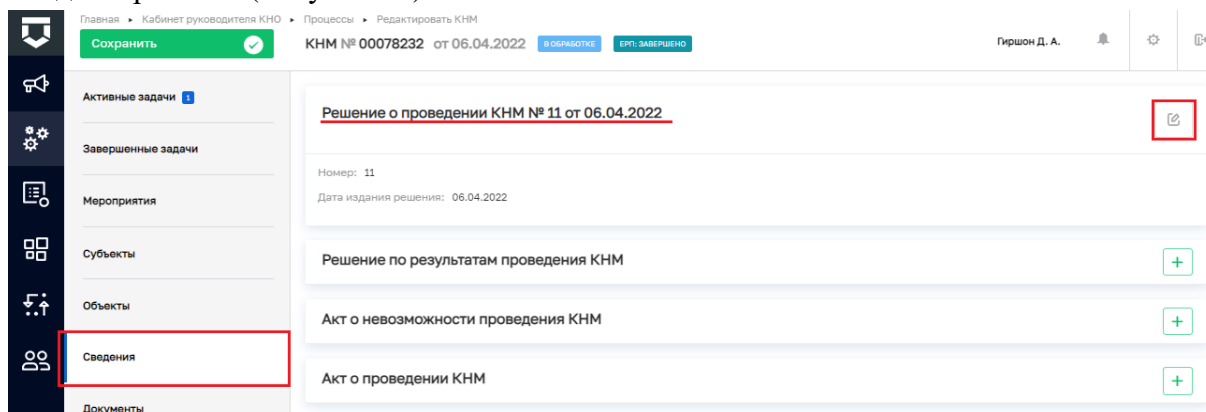 Главная ▸ Кабинет руководителя КНО ▸ Процессы ▸ Редактировать КНМ
Сохранить
КНМ № 00078232 от 06.04.2022 В ОБРАБОТКЕ ЕРП: ЗАВЕРШЕНО
Гиршон Д. А.
Активные задачи 1
Завершенные задачи
Мероприятия
Субъекты
Объекты
Сведения
Документы
Решение о проведении КНМ № 11 от 06.04.2022
Номер: 11
Дата издания решения: 06.04.2022
Решение по результатам проведения КНМ
Акт о невозможности проведения КНМ
Акт о проведении КНМ